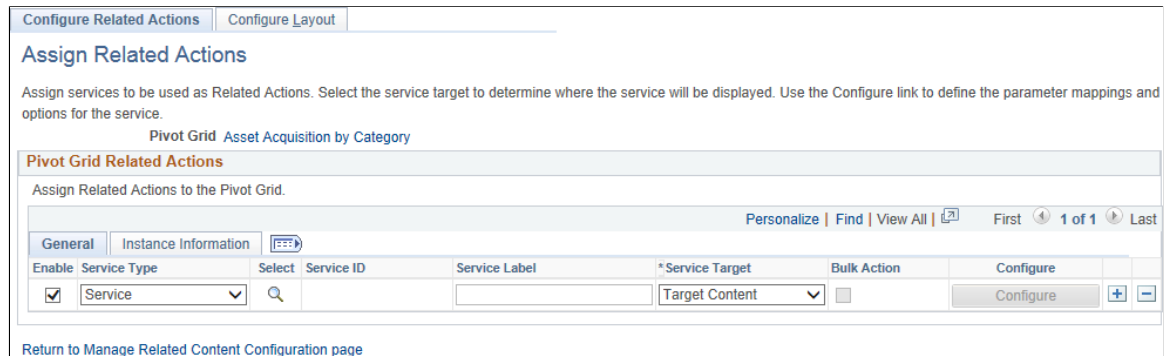 Configure Related Actions Configure Layout
Assign Related Actions
Assign services to be used as Related Actions. Select the service target to determine where the service will be displayed. Use the Configure link to define the parameter mappings and
options for the service.
Pivot Grid Asset Acquisition by Category
Pivot Grid Related Actions
Assign Related Actions to the Pivot Grid.
Personalize | Find | View All | First 1 of 1 Last
General Instance Information
Enable Service Type Select Service ID Service Label *Service Target Bulk Action Configure
Service Target Content Configure + -
Return to Manage Related Content Configuration page